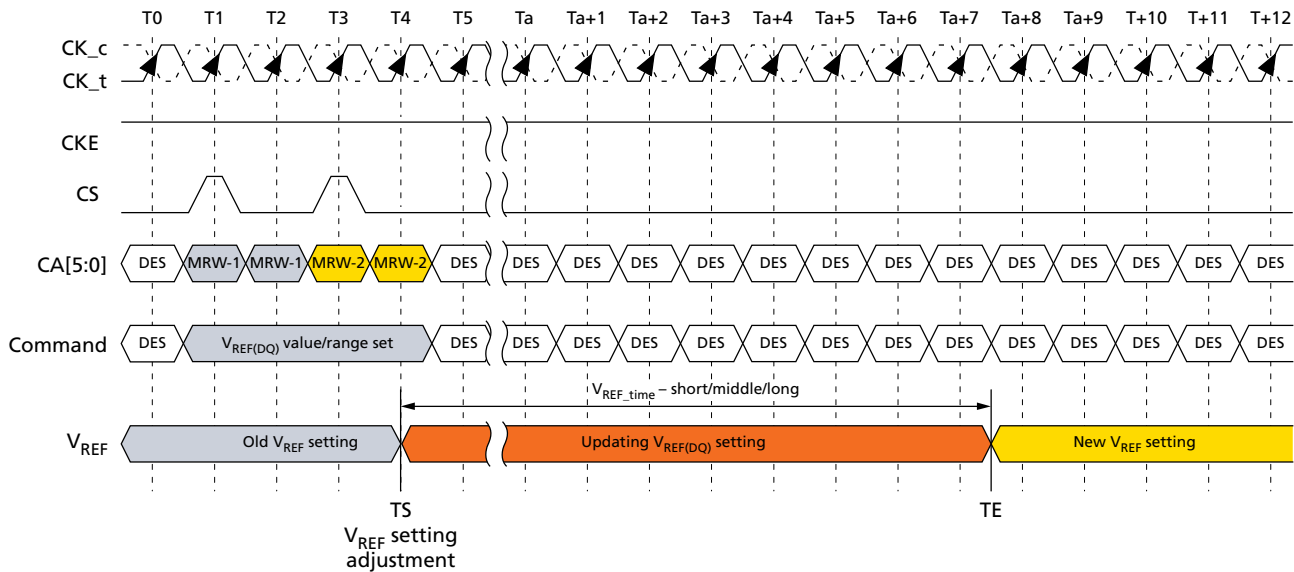 T0 T1 T2 T3 T4 T5 Ta Ta+1 Ta+2 Ta+3 Ta+4 Ta+5 Ta+6 Ta+7 Ta+8 Ta+9 T+10 T+11 T+12
CK_c
CK_t
CKE
CS
CA[5:0] DES MRW-1 MRW-1 MRW-2 MRW-2 DES DES DES DES DES DES DES DES DES DES DES DES DES DES
Command DES VREF(DQ) value/range set DES DES DES DES DES DES DES DES DES DES DES DES DES DES
VREF_time – short/middle/long
VREF Old VREF setting Updating VREF(DQ) setting New VREF setting
TS TE
VREF setting
adjustment